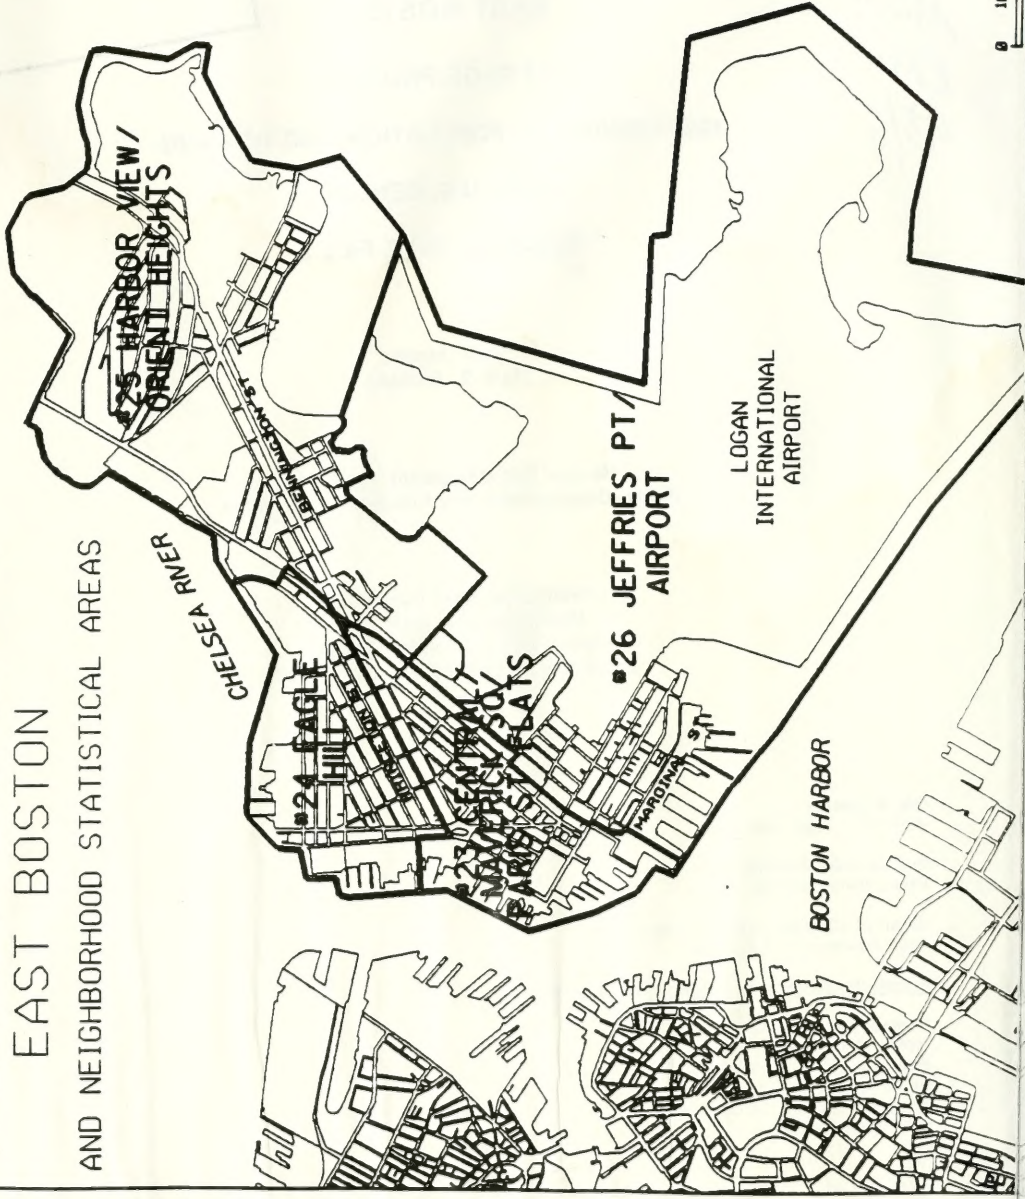 EAST BOSTON
AND NEIGHBORHOOD STATISTICAL AREAS
CHELSEA RIVER
#25 HARBOR VIEW/
ORIENT HEIGHTS
BENNINGTON ST
#24 EAGLE
HILL
#23 CENTRAL
MAVERICK SQ/
PARIS ST FLATS
#26 JEFFRIES PT/
AIRPORT
LOGAN
INTERNATIONAL
AIRPORT
MARGINAL ST
BOSTON HARBOR
0